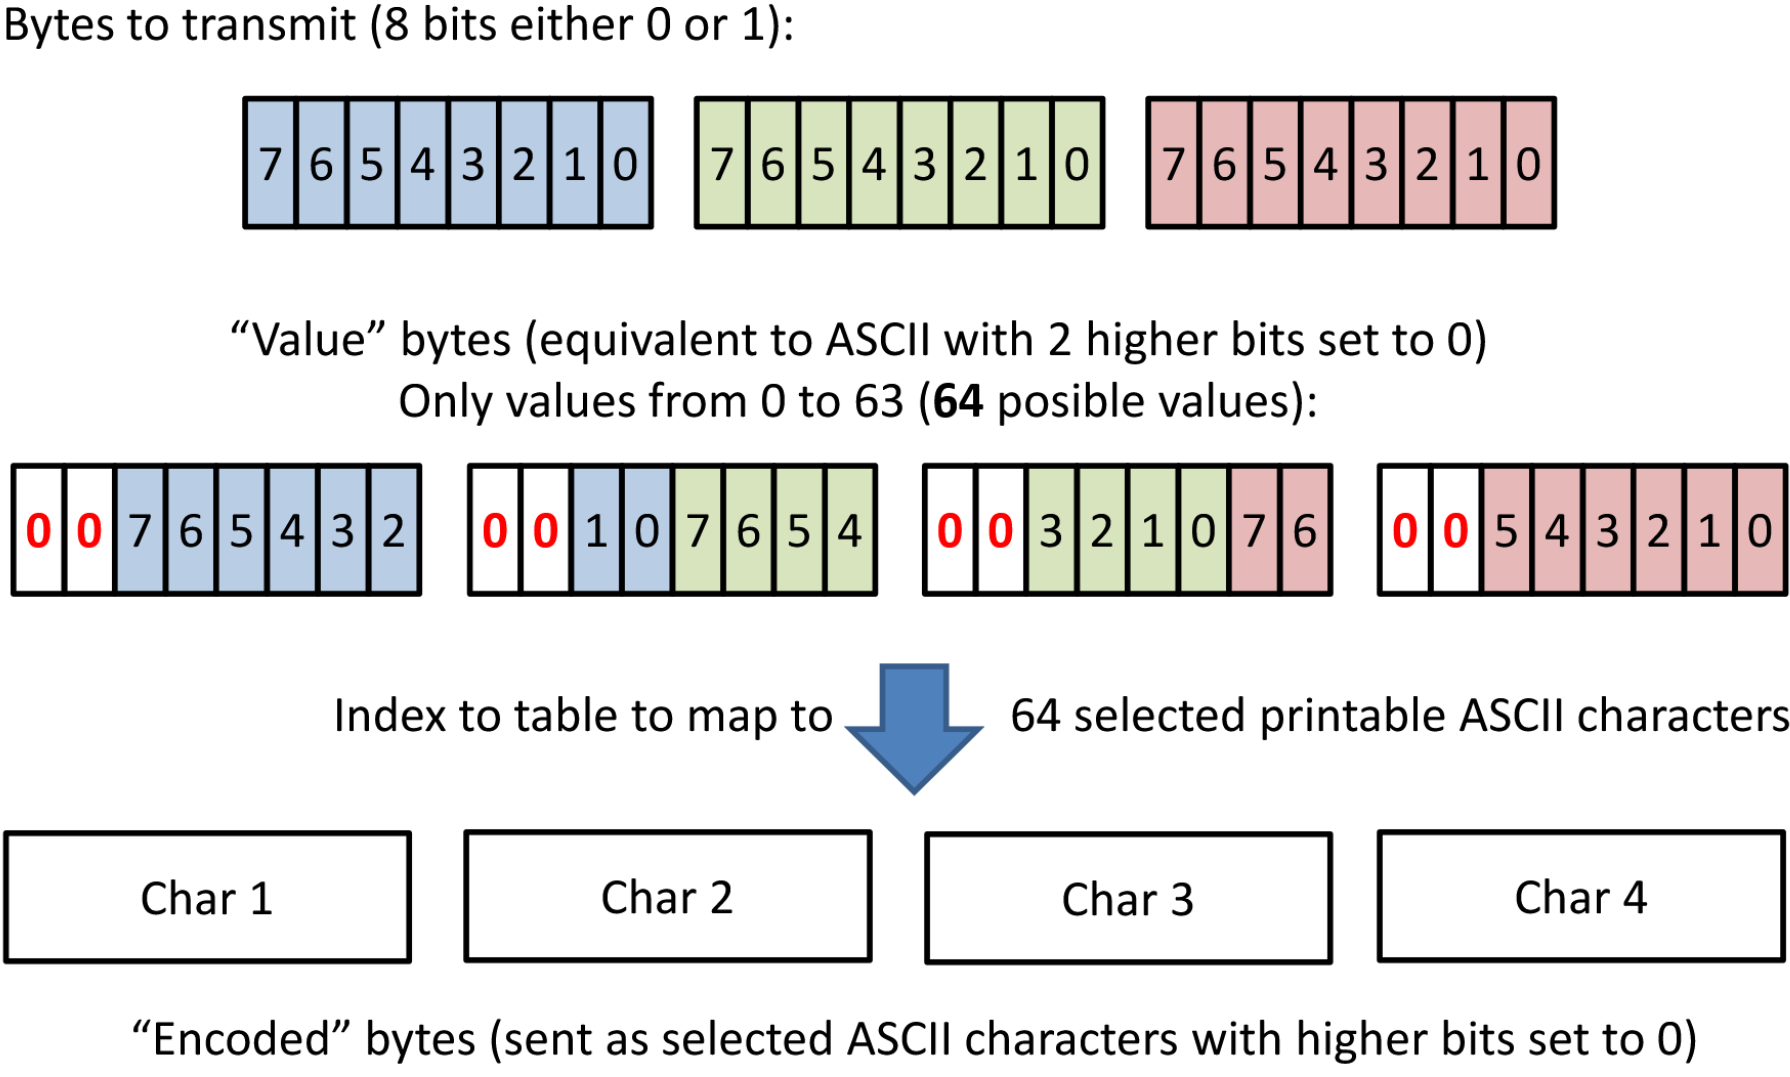 Bytes to transmit (8 bits either 0 or 1):
7 6 5 4 3 2 1 0 7 6 5 4 3 2 1 0 7 6 5 4 3 2 1 0
“Value” bytes (equivalent to ASCII with 2 higher bits set to 0)
Only values from 0 to 63 (64 posible values):
0 0 7 6 5 4 3 2 0 0 1 0 7 6 5 4 0 0 3 2 1 0 7 6 0 0 5 4 3 2 1 0
Index to table to map to 64 selected printable ASCII characters
Char 1 Char 2 Char 3 Char 4
“Encoded” bytes (sent as selected ASCII characters with higher bits set to 0)